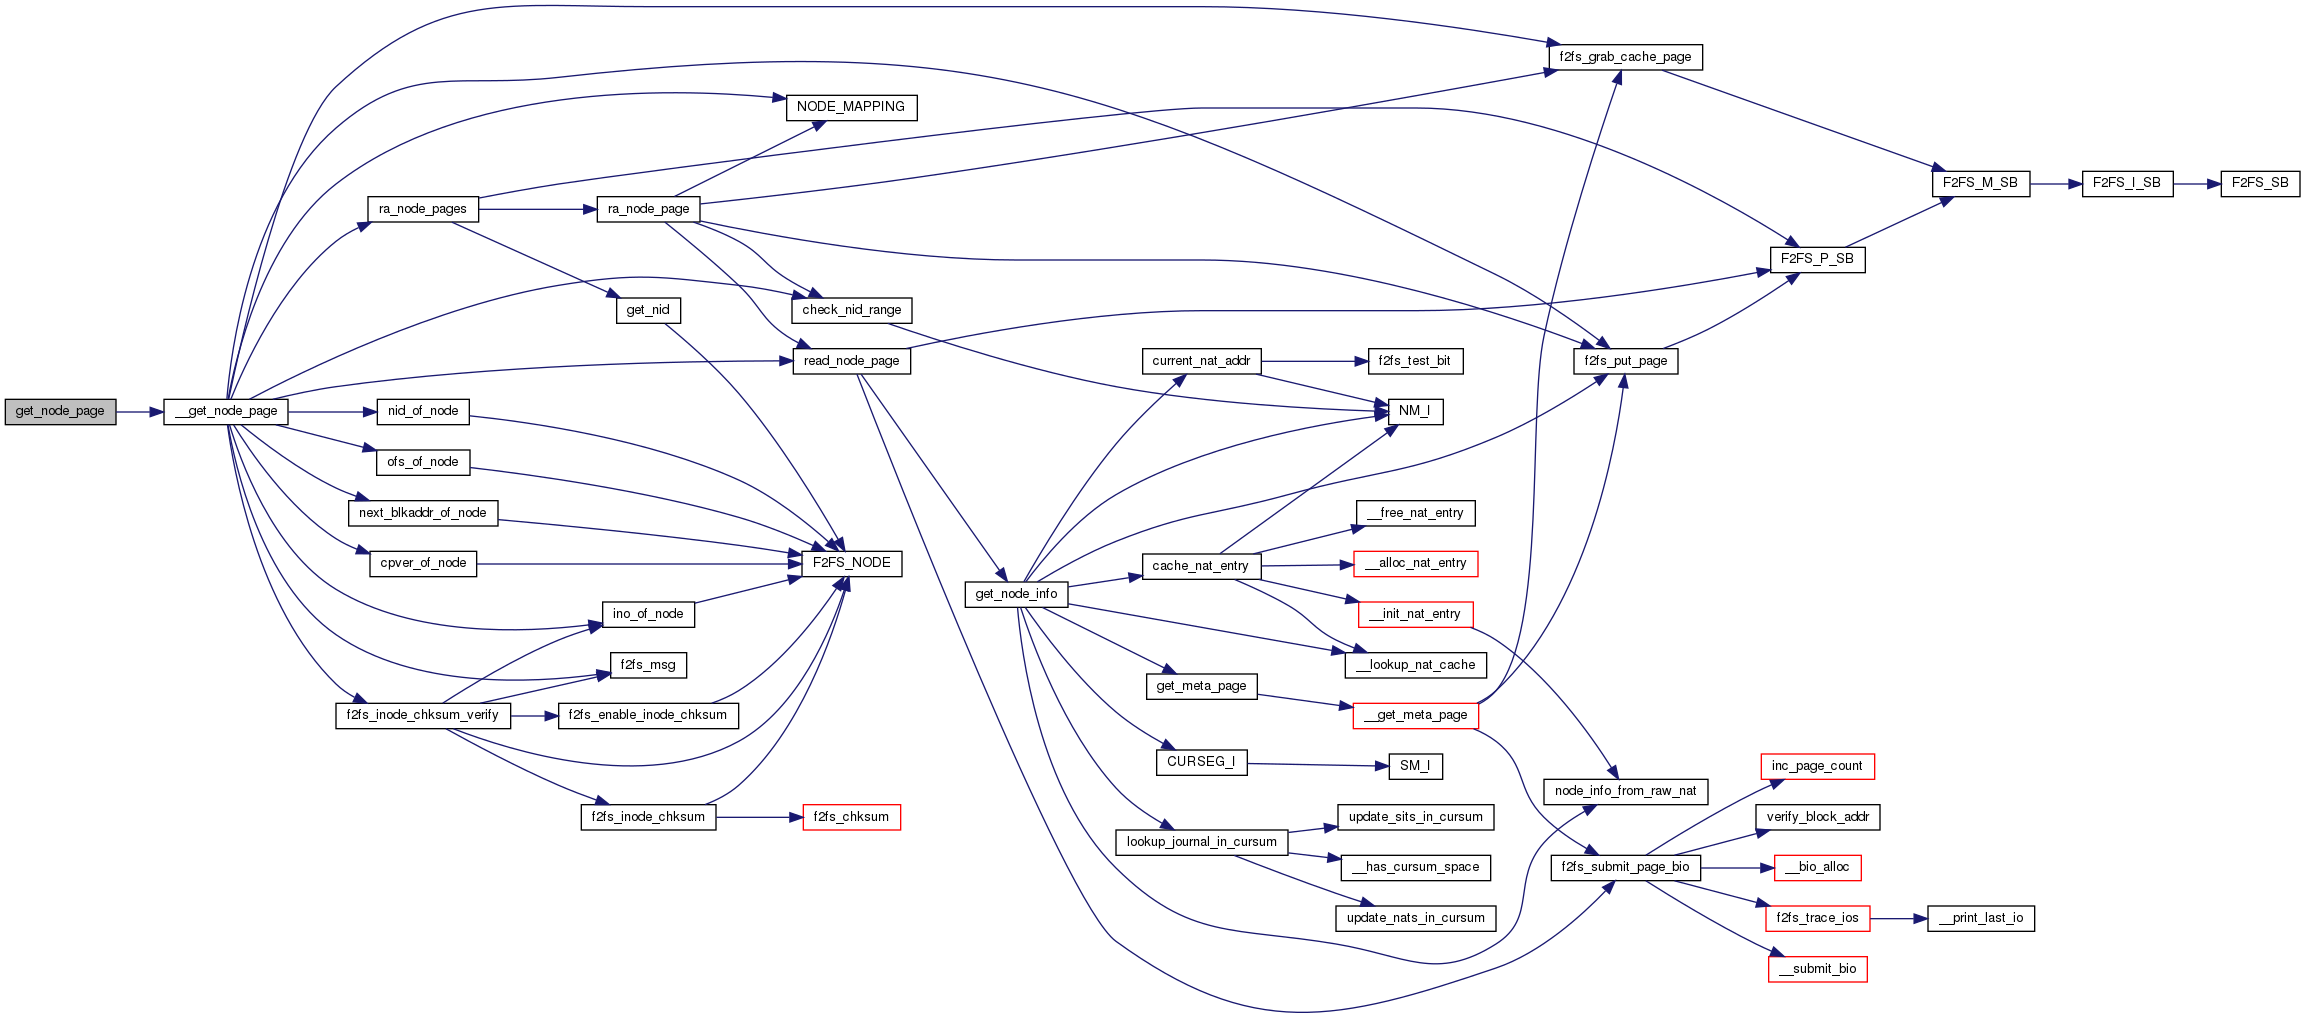 get_node_page
__get_node_page
ra_node_pages
nid_of_node
ofs_of_node
next_blkaddr_of_node
cpver_of_node
f2fs_inode_chksum_verify
ra_node_page
get_nid
ino_of_node
f2fs_msg
f2fs_enable_inode_chksum
f2fs_inode_chksum
NODE_MAPPING
check_nid_range
read_node_page
F2FS_NODE
f2fs_chksum
get_node_info
current_nat_addr
cache_nat_entry
get_meta_page
CURSEG_I
lookup_journal_in_cursum
f2fs_test_bit
NM_I
__free_nat_entry
__alloc_nat_entry
__init_nat_entry
__lookup_nat_cache
__get_meta_page
SM_I
update_sits_in_cursum
__has_cursum_space
update_nats_in_cursum
f2fs_grab_cache_page
f2fs_put_page
node_info_from_raw_nat
f2fs_submit_page_bio
F2FS_P_SB
inc_page_count
verify_block_addr
__bio_alloc
f2fs_trace_ios
__submit_bio
F2FS_M_SB
__print_last_io
F2FS_I_SB
F2FS_SB